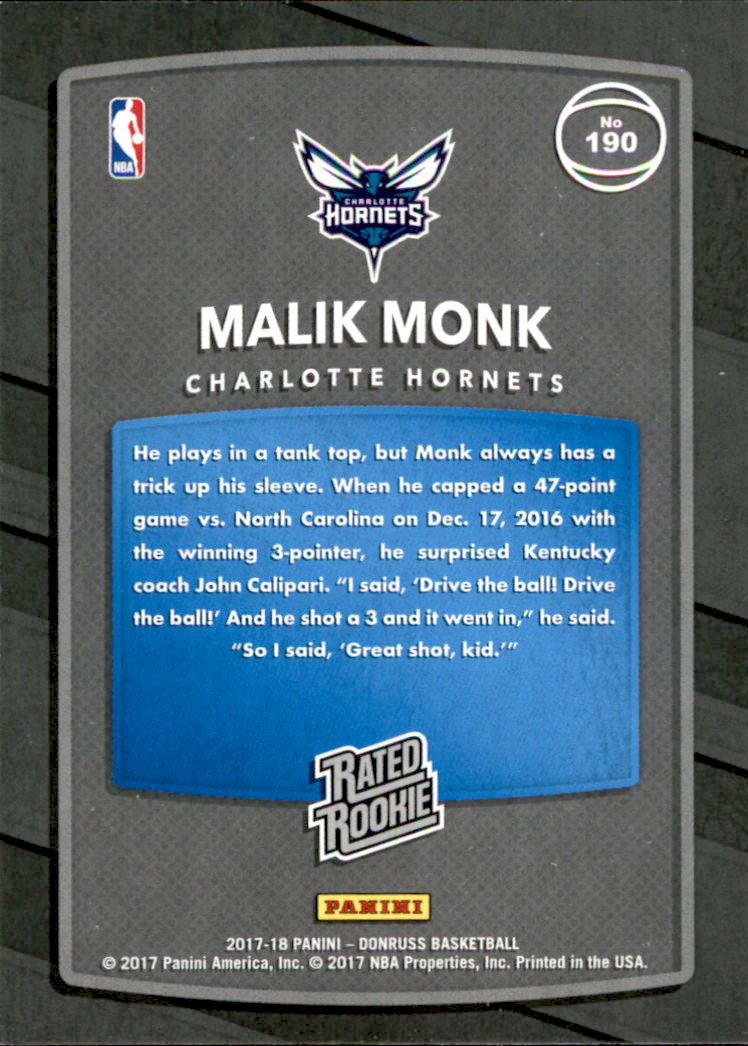 NBA
No
190
CHARLOTTE
HORNETS
MALIK MONK
CHARLOTTE HORNETS
He plays in a tank top, but Monk always has a
trick up his sleeve. When he capped a 47-point
game vs. North Carolina on Dec. 17, 2016 with
the winning 3-pointer, he surprised Kentucky
coach John Calipari. “I said, ‘Drive the ball! Drive
the ball!’ And he shot a 3 and it went in,” he said.
“So I said, ‘Great shot, kid.’”
RATED
ROOKIE
PANINI
2017-18 PANINI – DONRUSS BASKETBALL
© 2017 Panini America, Inc. © 2017 NBA Properties, Inc. Printed in the USA.